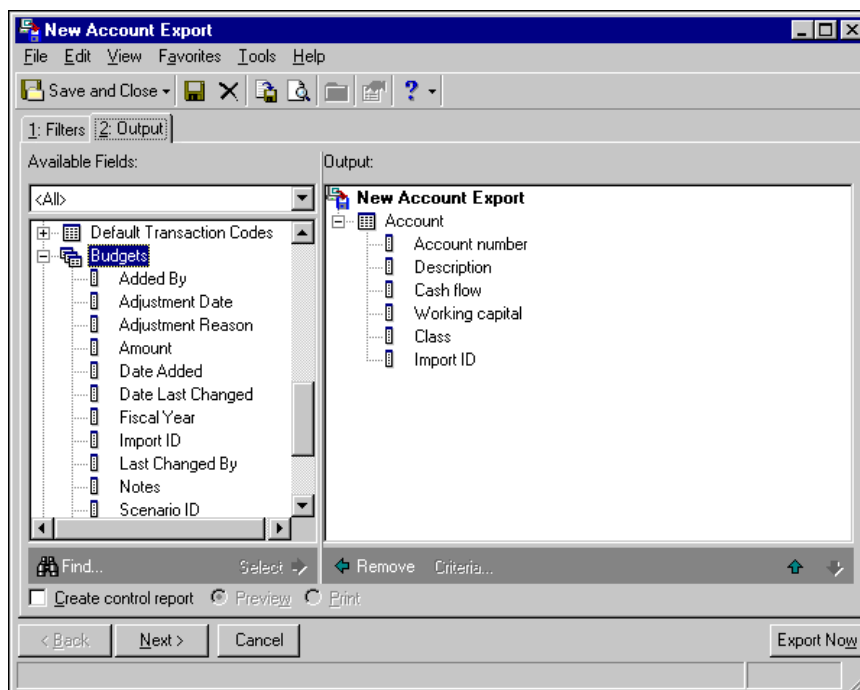 New Account Export
File Edit View Favorites Tools Help
Save and Close
1: Filters 2: Output
Available Fields:
<All>
Default Transaction Codes
Budgets
Added By
Adjustment Date
Adjustment Reason
Amount
Date Added
Date Last Changed
Fiscal Year
Import ID
Last Changed By
Notes
Scenario ID
Find... Select
Output:
New Account Export
Account
Account number
Description
Cash flow
Working capital
Class
Import ID
Remove Criteria...
Create control report Preview Print
< Back Next > Cancel Export Now